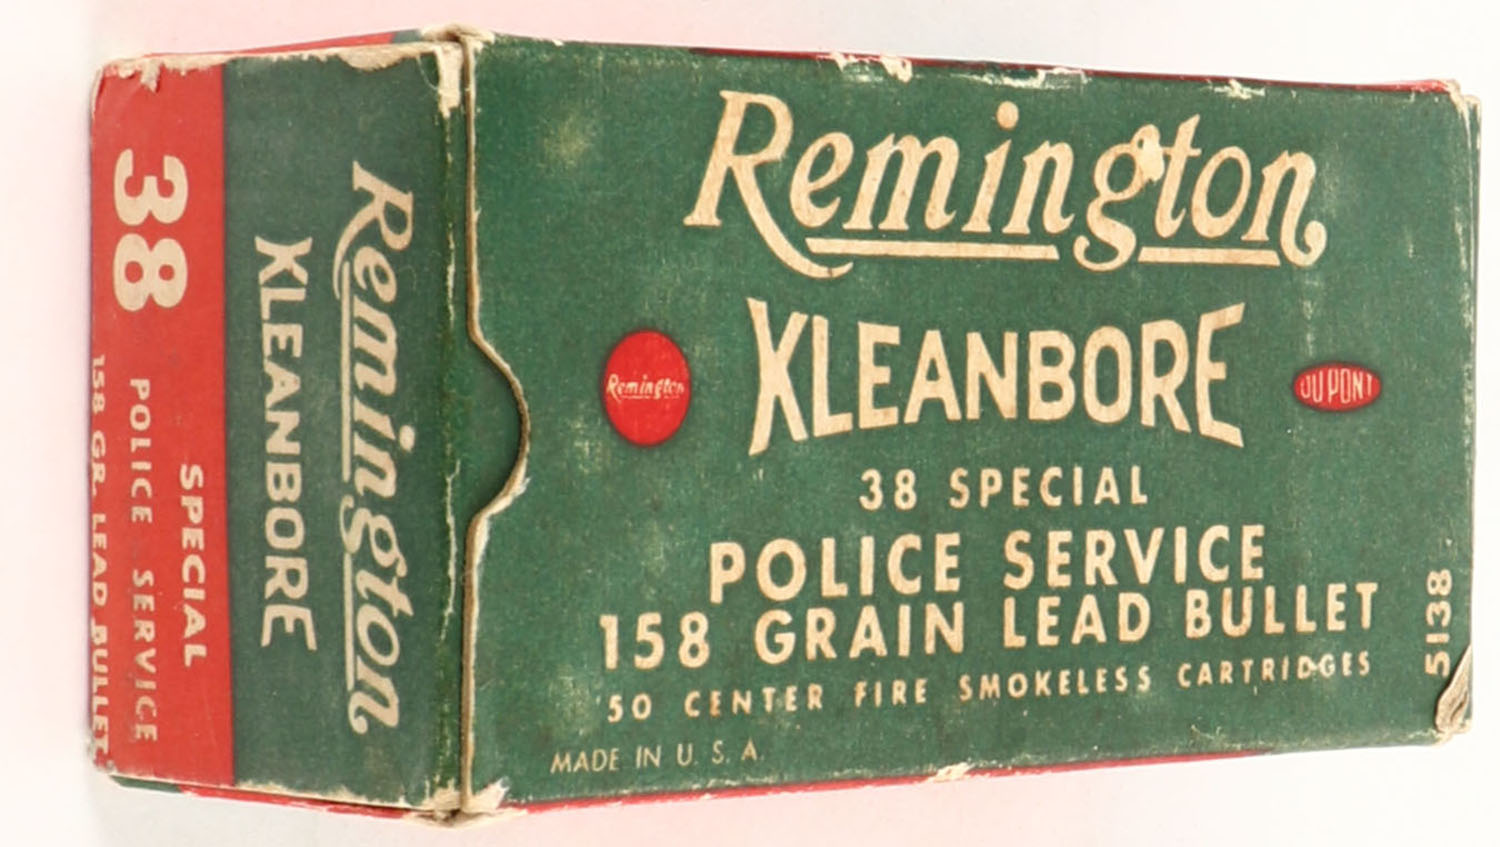 Remington
KLEANBORE
Remington
DU PONT
38 SPECIAL
POLICE SERVICE
158 GRAIN LEAD BULLET
50 CENTER FIRE SMOKELESS CARTRIDGES
MADE IN U. S. A.
5138
Remington
KLEANBORE
38 SPECIAL
POLICE SERVICE
158 GR. LEAD BULLET